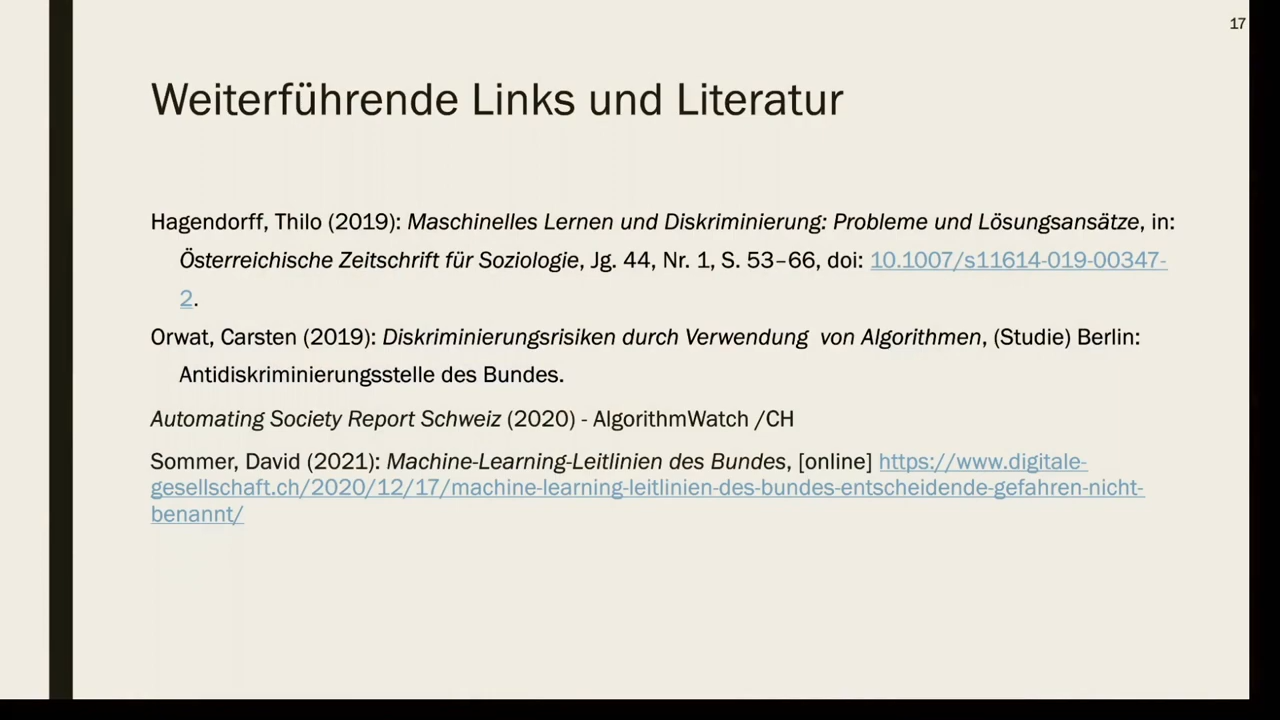 17
Weiterführende Links und Literatur
Hagendorff, Thilo (2019): Maschinelles Lernen und Diskriminierung: Probleme und Lösungsansätze, in:
Österreichische Zeitschrift für Soziologie, Jg. 44, Nr. 1, S. 53–66, doi: 10.1007/s11614-019-00347-
2.
Orwat, Carsten (2019): Diskriminierungsrisiken durch Verwendung  von Algorithmen, (Studie) Berlin:
Antidiskriminierungsstelle des Bundes.
Automating Society Report Schweiz (2020) - AlgorithmWatch /CH
Sommer, David (2021): Machine-Learning-Leitlinien des Bundes, [online] https://www.digitale-
gesellschaft.ch/2020/12/17/machine-learning-leitlinien-des-bundes-entscheidende-gefahren-nicht-
benannt/